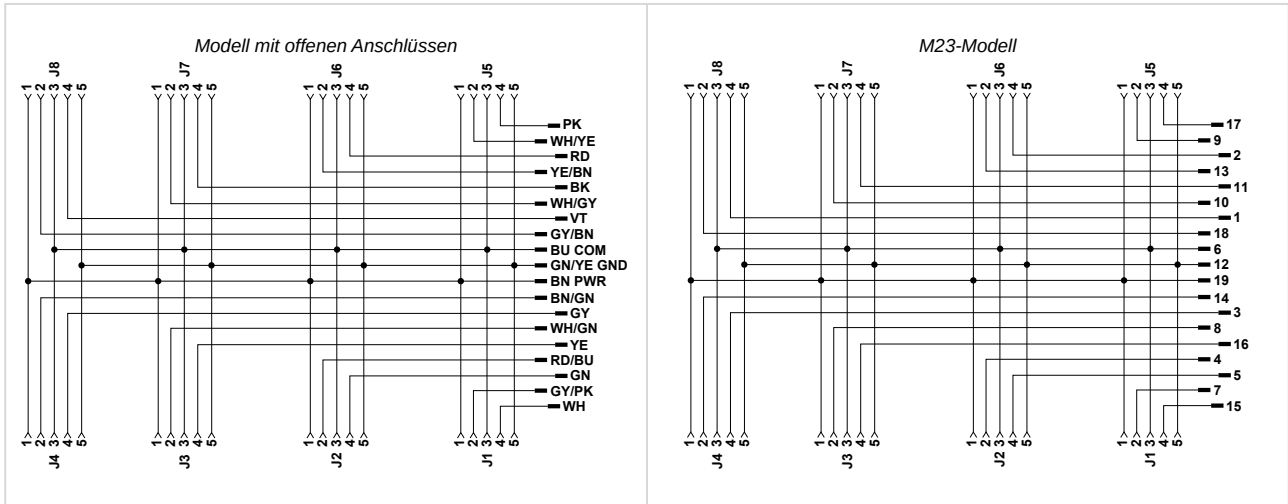 Modell mit offenen Anschlüssen
J8 J7 J6 J5
1 2 3 4 5 1 2 3 4 5 1 2 3 4 5 1 2 3 4 5
PK
WH/YE
RD
YE/BN
BK
WH/GY
VT
GY/BN
BU COM
GN/YE GND
BN PWR
BN/GN
GY
WH/GN
YE
RD/BU
GN
GY/PK
WH
1 2 3 4 5 1 2 3 4 5 1 2 3 4 5 1 2 3 4 5
J4 J3 J2 J1
M23-Modell
J8 J7 J6 J5
1 2 3 4 5 1 2 3 4 5 1 2 3 4 5 1 2 3 4 5
17
9
2
13
11
10
1
18
6
12
19
14
3
8
16
4
5
7
15
1 2 3 4 5 1 2 3 4 5 1 2 3 4 5 1 2 3 4 5
J4 J3 J2 J1